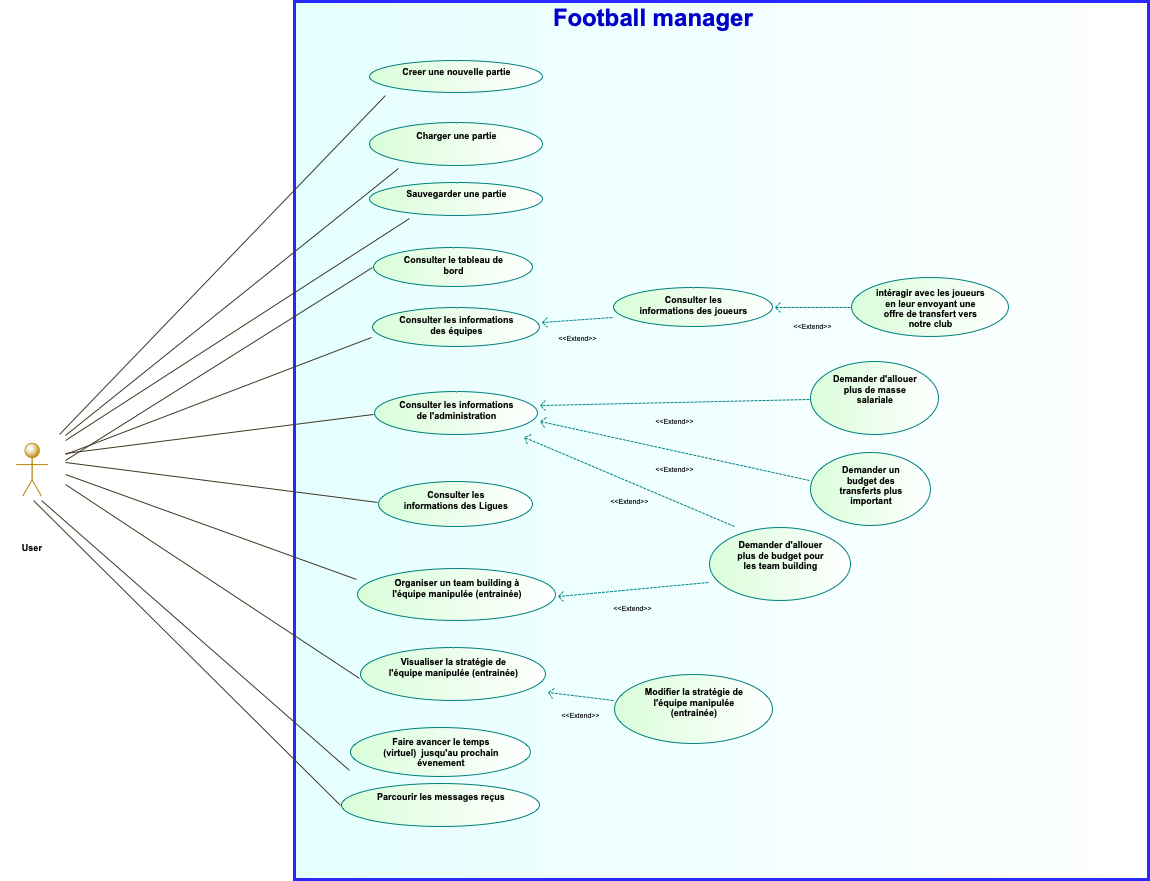 Football manager
Creer une nouvelle partie
Charger une partie
Sauvegarder une partie
Consulter le tableau de
bord
Consulter les informations
des équipes
<<Extend>>
Consulter les
informations des joueurs
<<Extend>>
intéragir avec les joueurs
en leur envoyant une
offre de transfert vers
notre club
Consulter les informations
de l'administration
<<Extend>>
Demander d'allouer
plus de masse
salariale
<<Extend>>
Demander un
budget des
transferts plus
important
<<Extend>>
Consulter les
informations des Ligues
Demander d'allouer
plus de budget pour
les team building
User
Organiser un team building à
l'équipe manipulée (entrainée)
<<Extend>>
Visualiser la stratégie de
l'équipe manipulée (entrainée)
<<Extend>>
Modifier la stratégie de
l'équipe manipulée
(entrainée)
Faire avancer le temps
(virtuel)  jusqu'au prochain
évenement
Parcourir les messages reçus